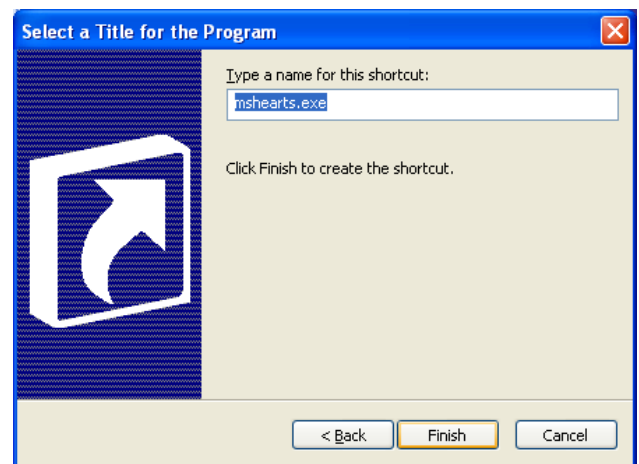 Select a Title for the Program
Type a name for this shortcut:
mshearts.exe
Click Finish to create the shortcut.
< Back
Finish
Cancel